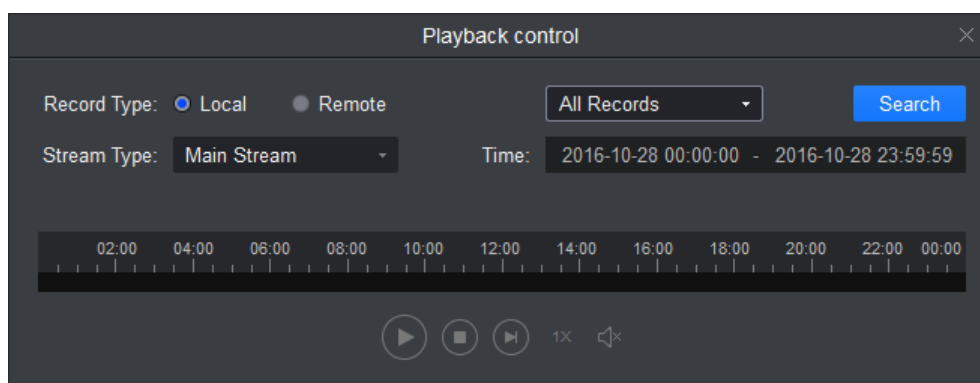 Playback control
Record Type: Local Remote All Records Search
Stream Type: Main Stream Time: 2016-10-28 00:00:00 - 2016-10-28 23:59:59
02:00 04:00 06:00 08:00 10:00 12:00 14:00 16:00 18:00 20:00 22:00 00:00
1X